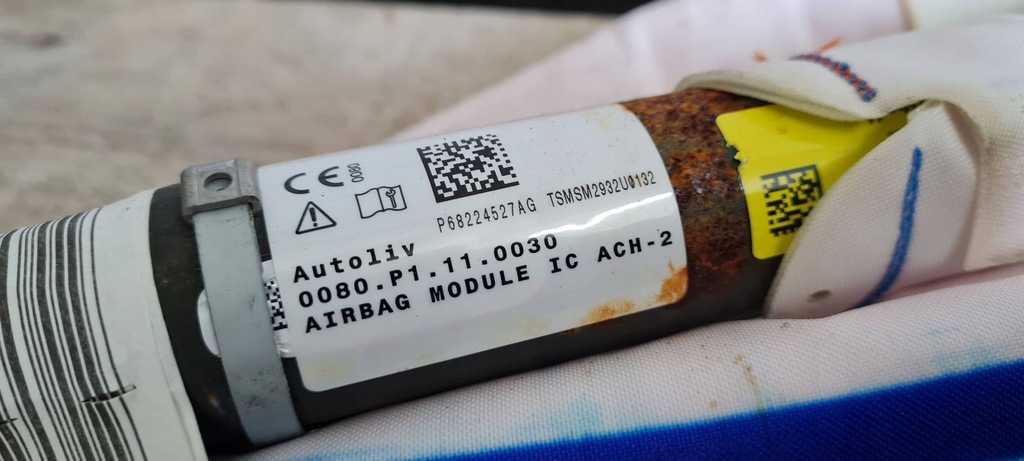 CE 0080
P68224527AG TSMSM2932U0132
Autoliv
0080.P1.11.0030
AIRBAG MODULE IC ACH-2